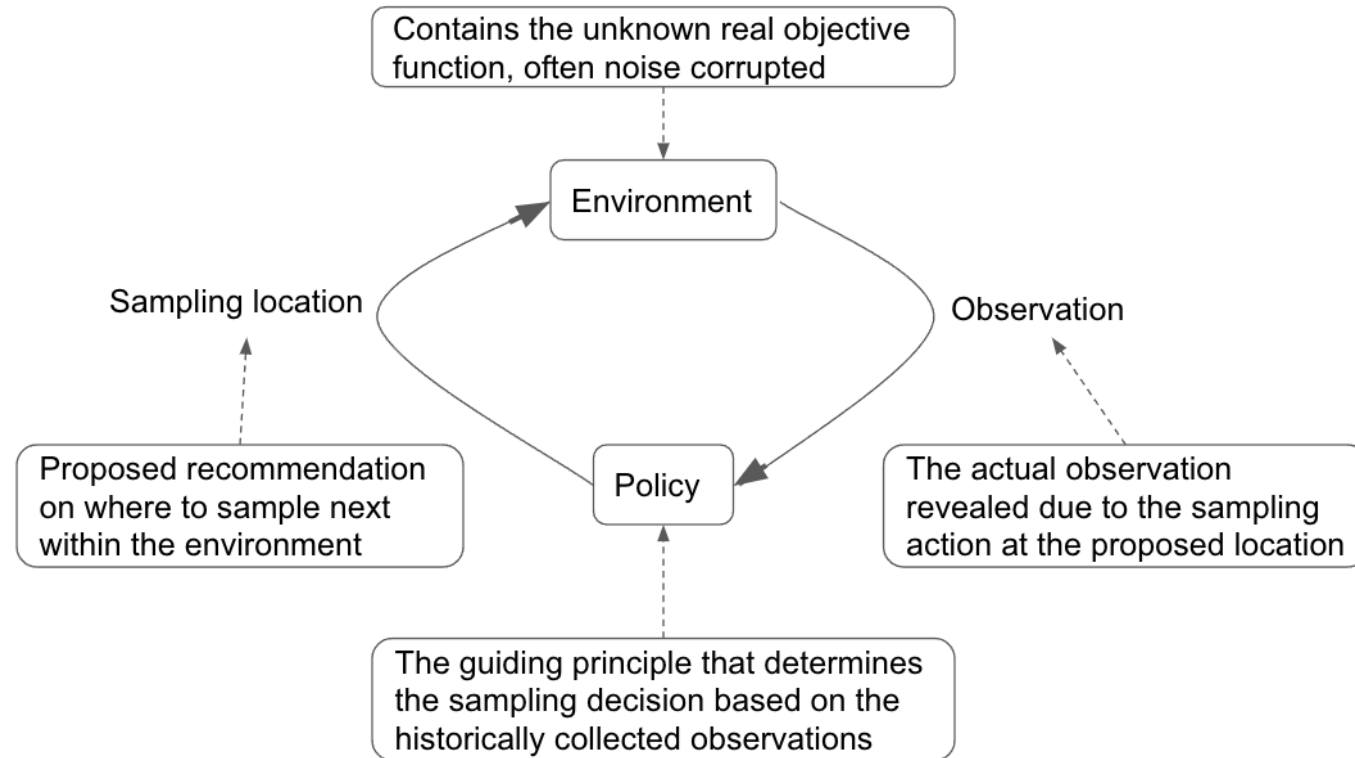 Contains the unknown real objective
function, often noise corrupted
Environment
Sampling location
Observation
Proposed recommendation
on where to sample next
within the environment
Policy
The actual observation
revealed due to the sampling
action at the proposed location
The guiding principle that determines
the sampling decision based on the
historically collected observations